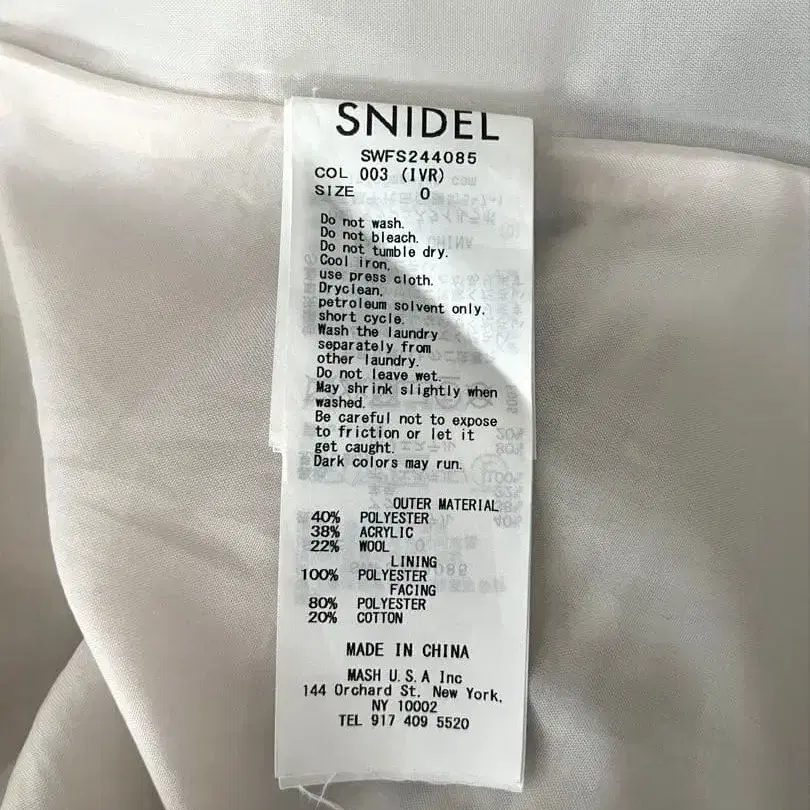 SNIDEL
SWFS244085
COL 003 (IVR)
SIZE 0
Do not wash.
Do not bleach.
Do not tumble dry.
Cool iron,
use press cloth.
Dryclean,
petroleum solvent only.
short cycle.
Wash the laundry
separately from
other laundry.
Do not leave wet.
May shrink slightly when
washed.
Be careful not to expose
to friction or let it
get caught.
Dark colors may run.
OUTER MATERIAL
40% POLYESTER
38% ACRYLIC
22% WOOL
LINING
100% POLYESTER
FACING
80% POLYESTER
20% COTTON
MADE IN CHINA
MASH U.S.A Inc
144 Orchard St. New York,
NY 10002
TEL 917 409 5520